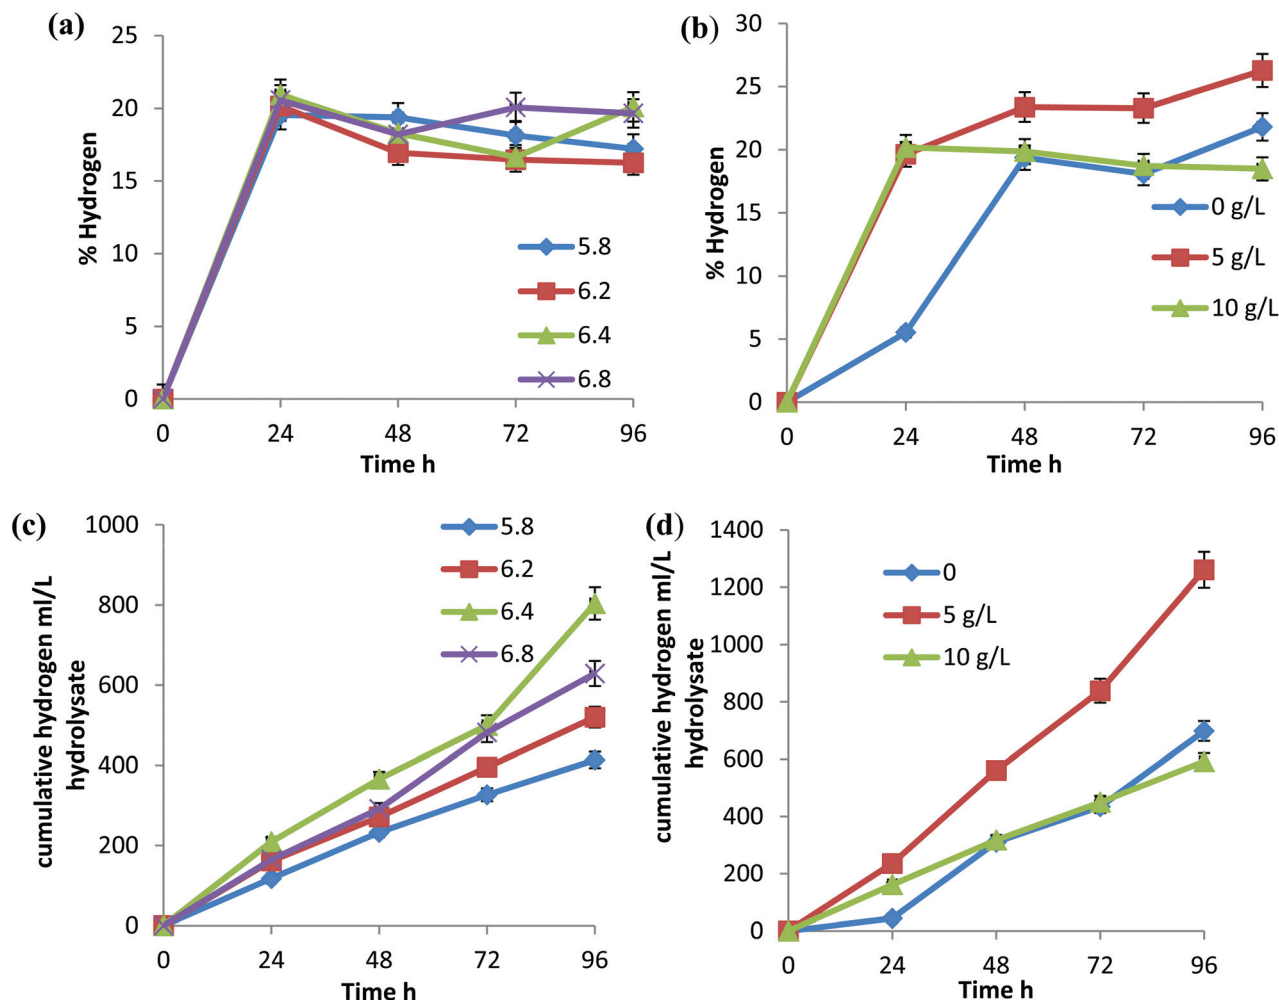 (a)
25
20
15
10
5
0
% Hydrogen
0 24 48 72 96
Time h
5.8
6.2
6.4
6.8
(b)
30
25
20
15
10
5
0
% Hydrogen
0 24 48 72 96
Time h
0 g/L
5 g/L
10 g/L
(c)
1000
800
600
400
200
0
cumulative hydrogen ml/L
hydrolysate
0 24 48 72 96
Time h
5.8
6.2
6.4
6.8
(d)
1400
1200
1000
800
600
400
200
0
cumulative hydrogen ml/L
hydrolysate
0 24 48 72 96
Time h
0
5 g/L
10 g/L